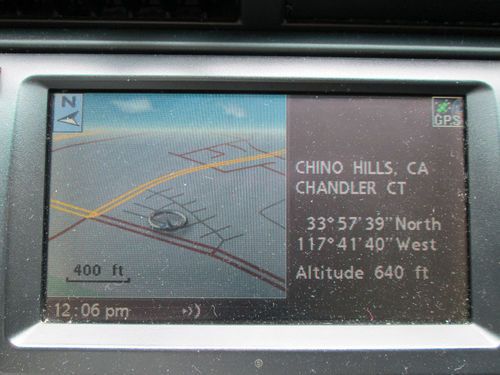 N
GPS
CHINO HILLS, CA
CHANDLER CT
33°57'39"North
117°41'40"West
Altitude 640 ft
400 ft
12:06 pm